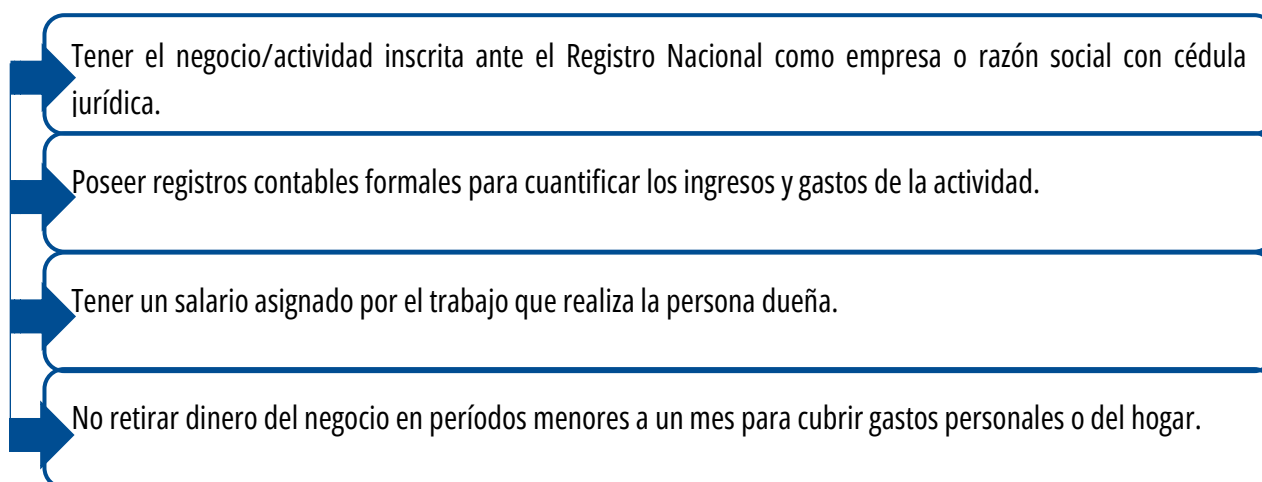 Tener el negocio/actividad inscrita ante el Registro Nacional como empresa o razón social con cédula
jurídica.
Poseer registros contables formales para cuantificar los ingresos y gastos de la actividad.
Tener un salario asignado por el trabajo que realiza la persona dueña.
No retirar dinero del negocio en períodos menores a un mes para cubrir gastos personales o del hogar.